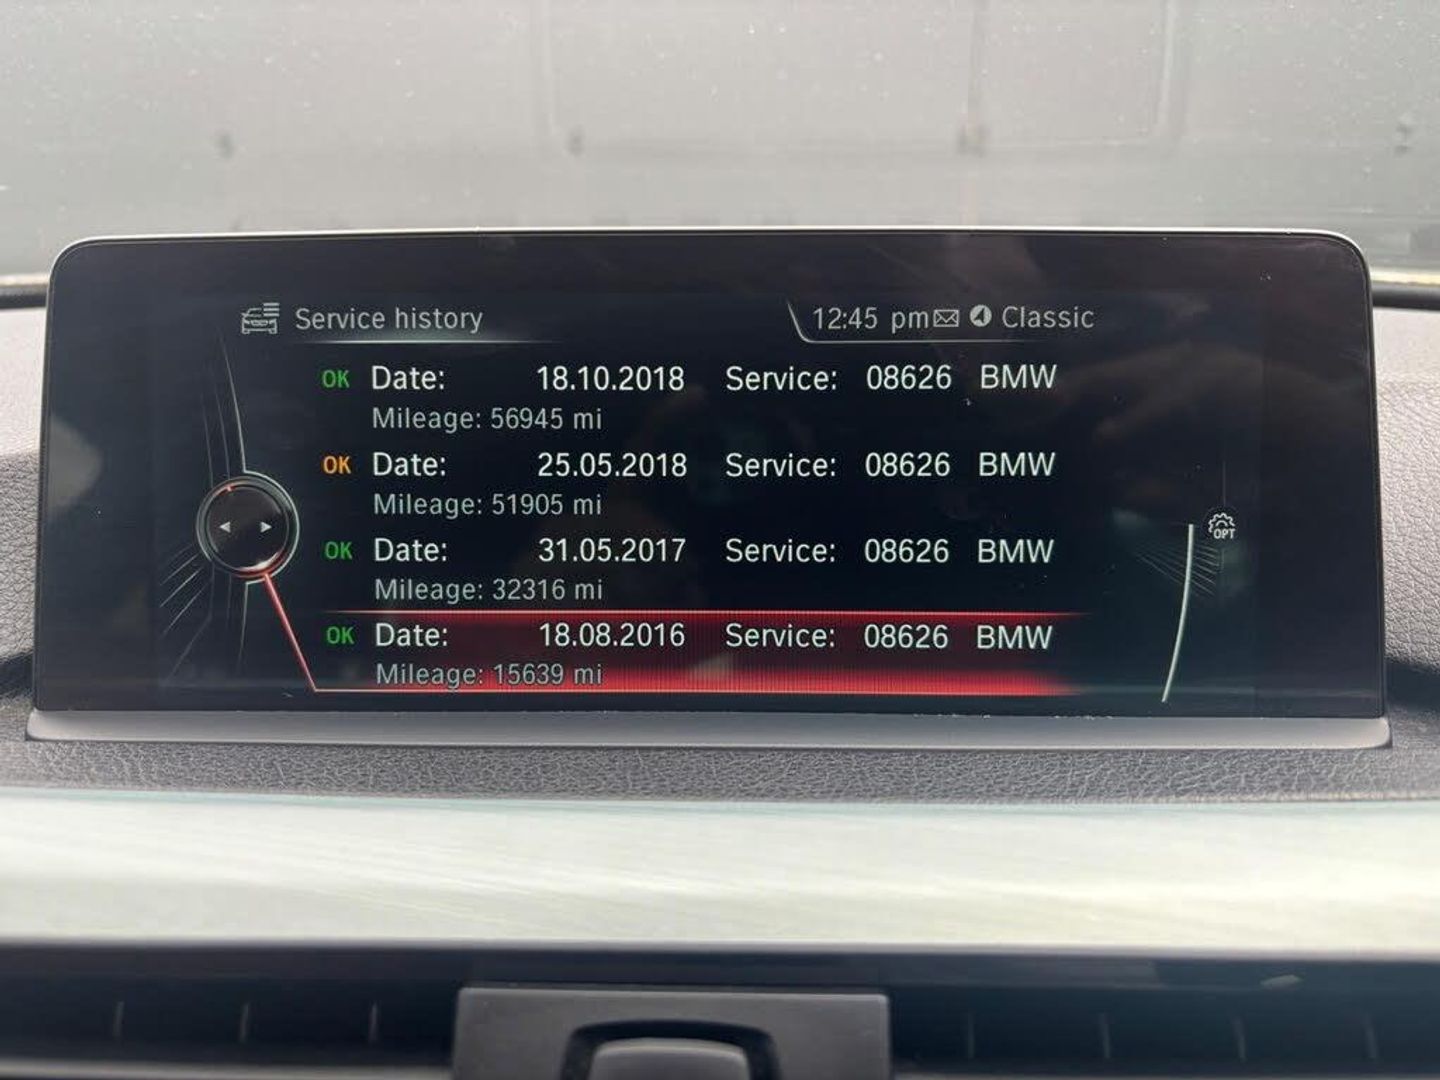 Service history 12:45 pm Classic
OK Date: 18.10.2018 Service: 08626 BMW
Mileage: 56945 mi
OK Date: 25.05.2018 Service: 08626 BMW
Mileage: 51905 mi
OK Date: 31.05.2017 Service: 08626 BMW
Mileage: 32316 mi
OK Date: 18.08.2016 Service: 08626 BMW
Mileage: 15639 mi
OPT